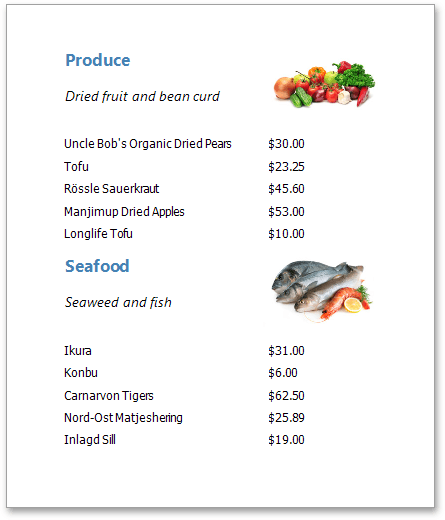 Produce
Dried fruit and bean curd
Uncle Bob's Organic Dried Pears $30.00
Tofu $23.25
Rössle Sauerkraut $45.60
Manjimup Dried Apples $53.00
Longlife Tofu $10.00
Seafood
Seaweed and fish
Ikura $31.00
Konbu $6.00
Carnarvon Tigers $62.50
Nord-Ost Matjeshering $25.89
Inlagd Sill $19.00